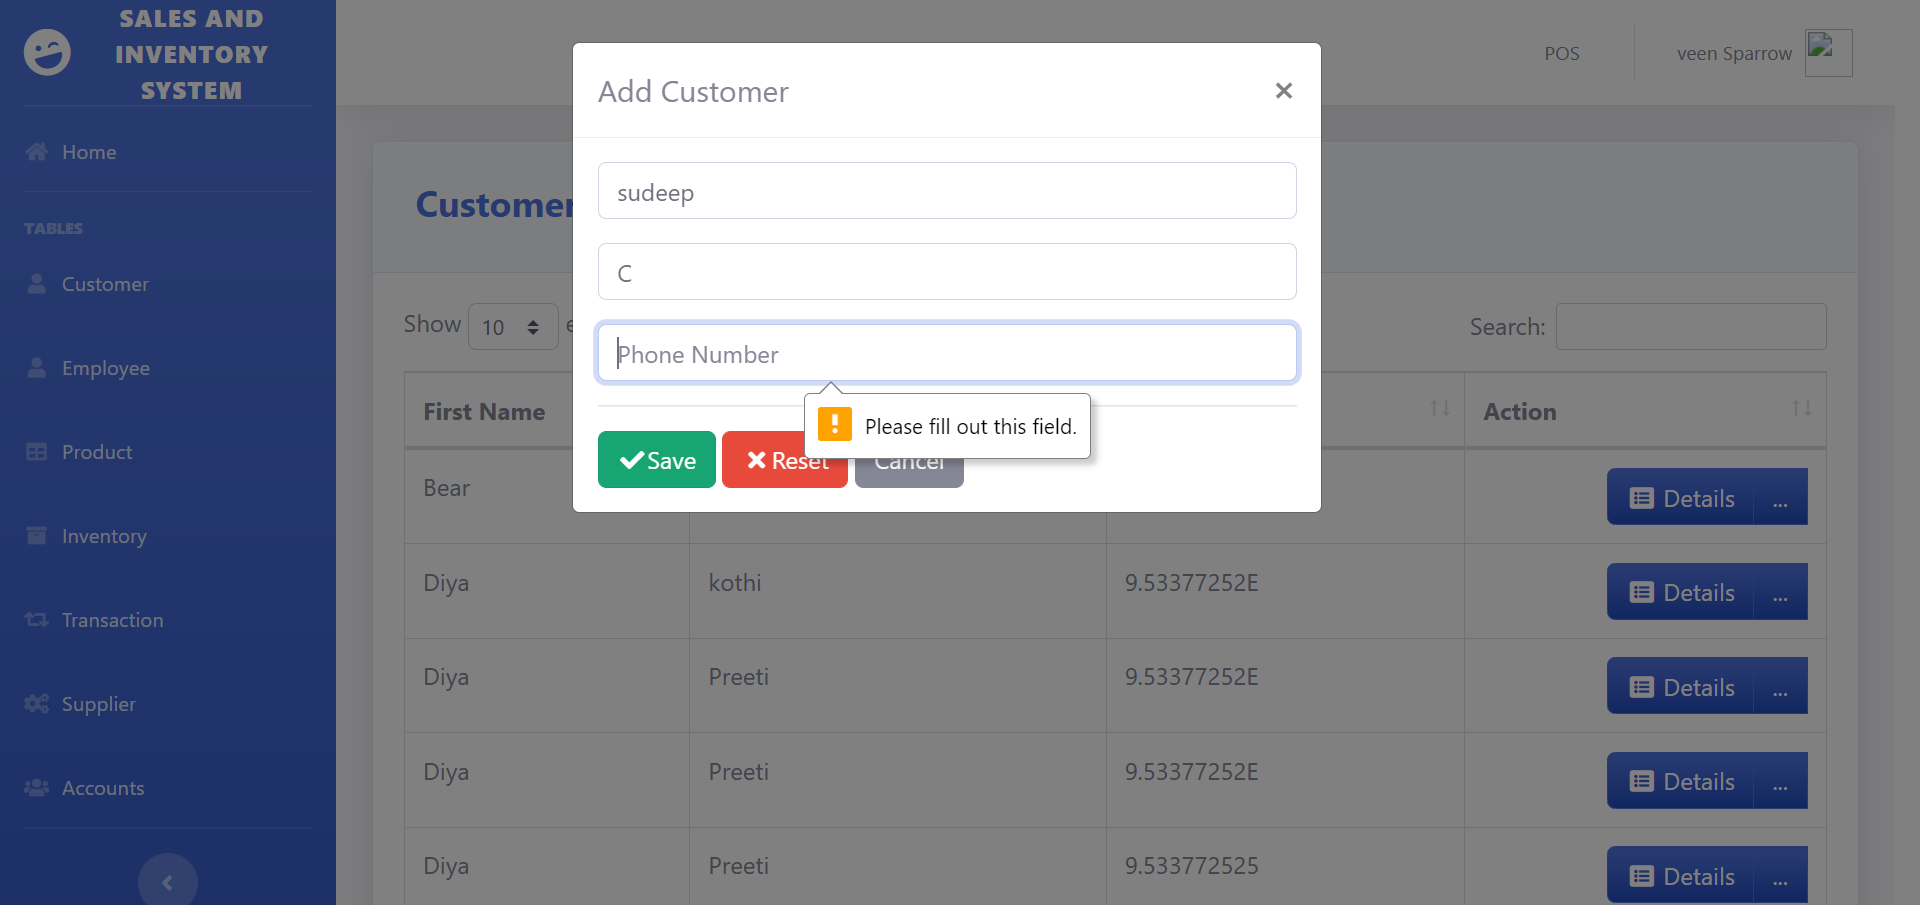 SALES AND
INVENTORY
SYSTEM
Home
TABLES
Customer
Employee
Product
Inventory
Transaction
Supplier
Accounts
POS
veen Sparrow
Customer
Show 10 e
Search:
First Name
Action
Bear
Details ...
Diya kothi 9.53377252E Details ...
Diya Preeti 9.53377252E Details ...
Diya Preeti 9.53377252E Details ...
Diya Preeti 9.533772525 Details ...
Add Customer ×
sudeep
C
Phone Number
! Please fill out this field.
Save Reset Cancel